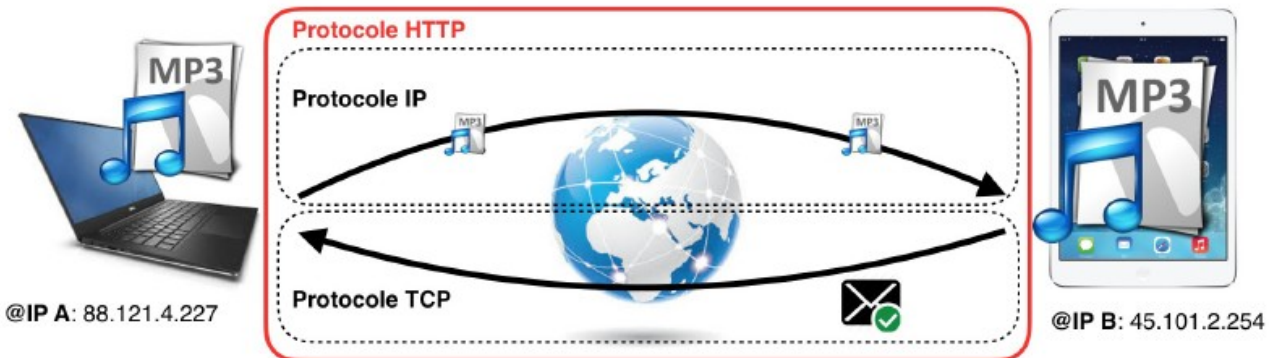 Protocole HTTP
MP3
Protocole IP
MP3
MP3
MP3
Protocole TCP
@IP A: 88.121.4.227
@IP B: 45.101.2.254